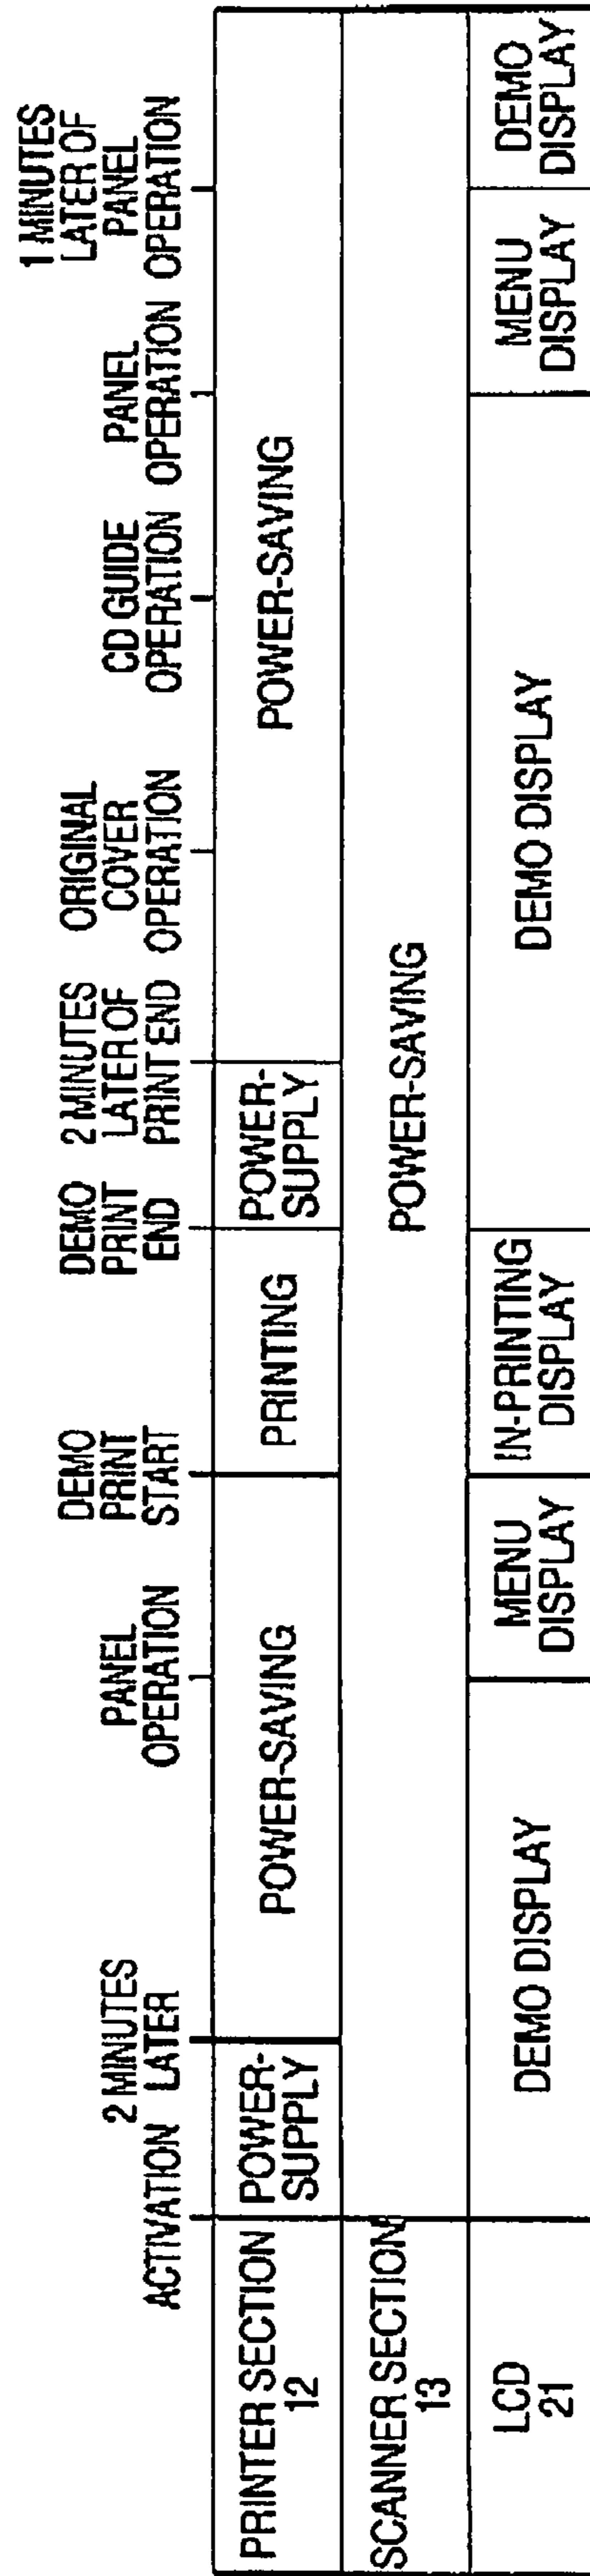 ACTIVATION
2 MINUTES
LATER
PANEL
OPERATION
DEMO
PRINT
START
DEMO
PRINT
END
2 MINUTES
LATER OF
PRINT END
ORIGINAL
COVER
OPERATION
CD GUIDE
OPERATION
PANEL
OPERATION
1 MINUTES
LATER OF
PANEL
OPERATION
PRINTER SECTION
12
POWER-
SUPPLY
POWER-SAVING
PRINTING
POWER-
SUPPLY
POWER-SAVING
SCANNER SECTION
13
POWER-SAVING
LCD
21
DEMO DISPLAY
MENU
DISPLAY
IN-PRINTING
DISPLAY
DEMO DISPLAY
MENU
DISPLAY
DEMO
DISPLAY